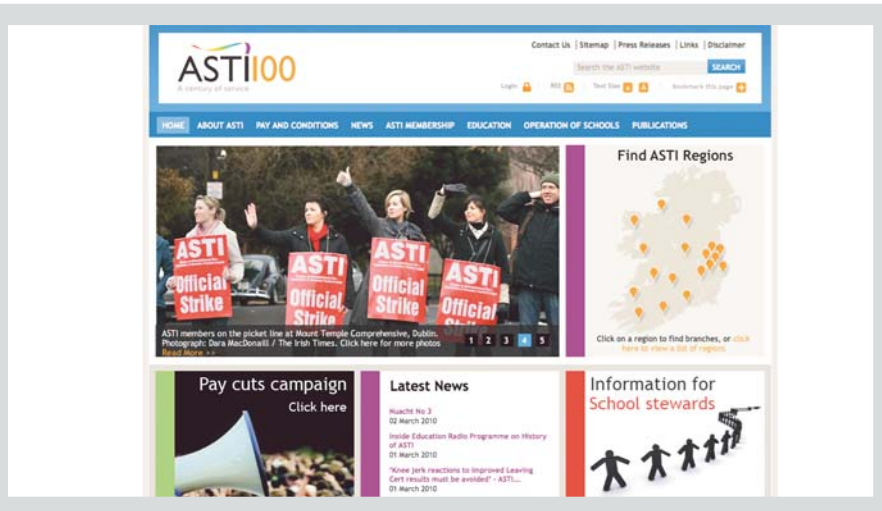 Contact Us | Sitemap | Press Releases | Links | Disclaimer
ASTI100
A century of service
Search the ASTI website SEARCH
Login RSS Text Size Bookmark this page
HOME ABOUT ASTI PAY AND CONDITIONS NEWS ASTI MEMBERSHIP EDUCATION OPERATION OF SCHOOLS PUBLICATIONS
ASTI
Official
Strike
ASTI
Official
Strike
ASTI
Official
Strike
ASTI
Official
Strike
ASTI members on the picket line at Mount Temple Comprehensive, Dublin.
Photograph: Dara MacDonaill / The Irish Times. Click here for more photos
Read More >>
1 2 3 4 5
Find ASTI Regions
Click on a region to find branches, or click
here to view a list of regions
Pay cuts campaign
Click here
Latest News
Nuacht No 3
02 March 2010
Inside Education Radio Programme on History
of ASTI
01 March 2010
"Knee jerk reactions to improved Leaving
Cert results must be avoided" - ASTI...
01 March 2010
Information for
School stewards